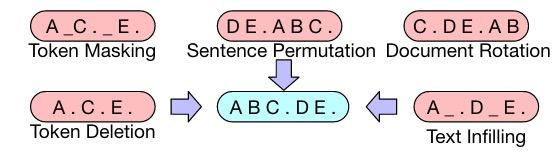 A _ C . _ E .
Token Masking
D E . A B C .
Sentence Permutation
C . D E . A B
Document Rotation
A . C . E .
Token Deletion
A B C . D E .
A _ . D _ E .
Text Infilling